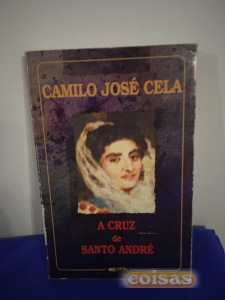 CAMILO JOSÉ CELA
A CRUZ
de
SANTO ANDRÉ
coisas